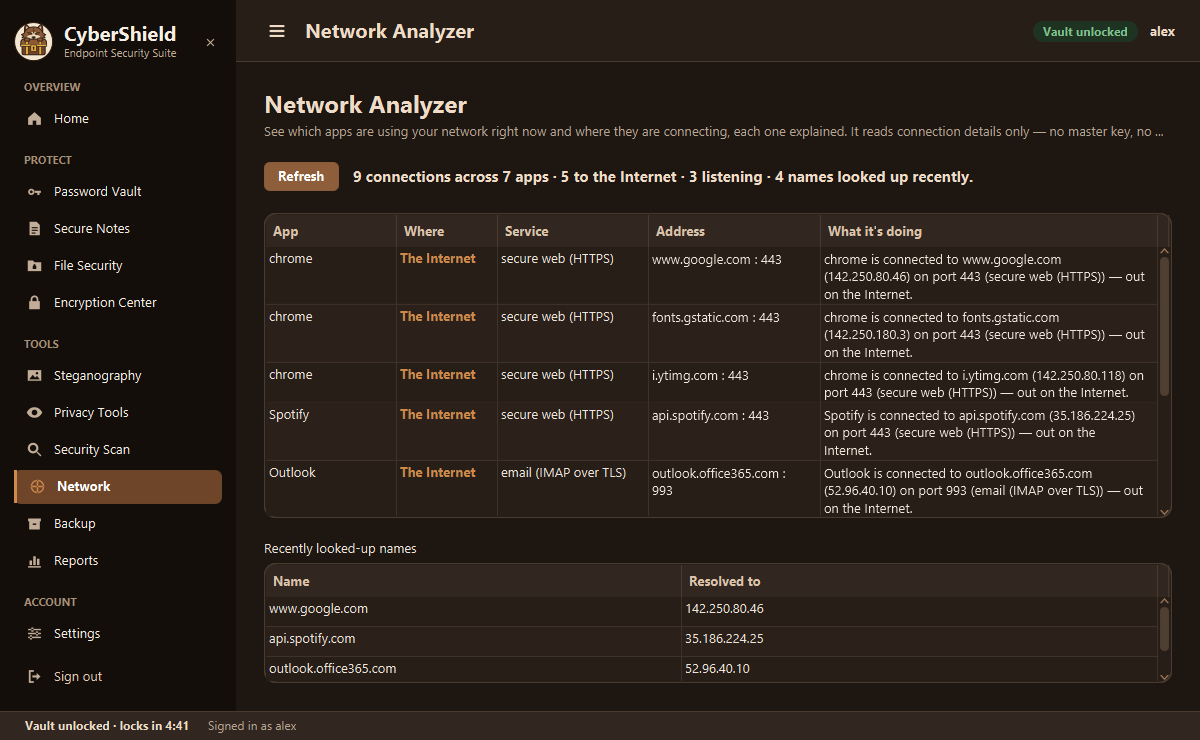 CyberShield
Endpoint Security Suite
×
OVERVIEW
Home
PROTECT
Password Vault
Secure Notes
File Security
Encryption Center
TOOLS
Steganography
Privacy Tools
Security Scan
Network
Backup
Reports
ACCOUNT
Settings
Sign out
Network Analyzer
Vault unlocked
alex
Network Analyzer
See which apps are using your network right now and where they are connecting, each one explained. It reads connection details only — no master key, no ...
Refresh
9 connections across 7 apps · 5 to the Internet · 3 listening · 4 names looked up recently.
App Where Service Address What it's doing
chrome The Internet secure web (HTTPS) www.google.com : 443 chrome is connected to www.google.com
(142.250.80.46) on port 443 (secure web (HTTPS)) — out
on the Internet.
chrome The Internet secure web (HTTPS) fonts.gstatic.com : 443 chrome is connected to fonts.gstatic.com
(142.250.180.3) on port 443 (secure web (HTTPS)) — out
on the Internet.
chrome The Internet secure web (HTTPS) i.ytimg.com : 443 chrome is connected to i.ytimg.com (142.250.80.118) on
port 443 (secure web (HTTPS)) — out on the Internet.
Spotify The Internet secure web (HTTPS) api.spotify.com : 443 Spotify is connected to api.spotify.com (35.186.224.25)
on port 443 (secure web (HTTPS)) — out on the
Internet.
Outlook The Internet email (IMAP over TLS) outlook.office365.com : Outlook is connected to outlook.office365.com
993 (52.96.40.10) on port 993 (email (IMAP over TLS)) — out
on the Internet.
Recently looked-up names
Name Resolved to
www.google.com 142.250.80.46
api.spotify.com 35.186.224.25
outlook.office365.com 52.96.40.10
Vault unlocked · locks in 4:41 Signed in as alex